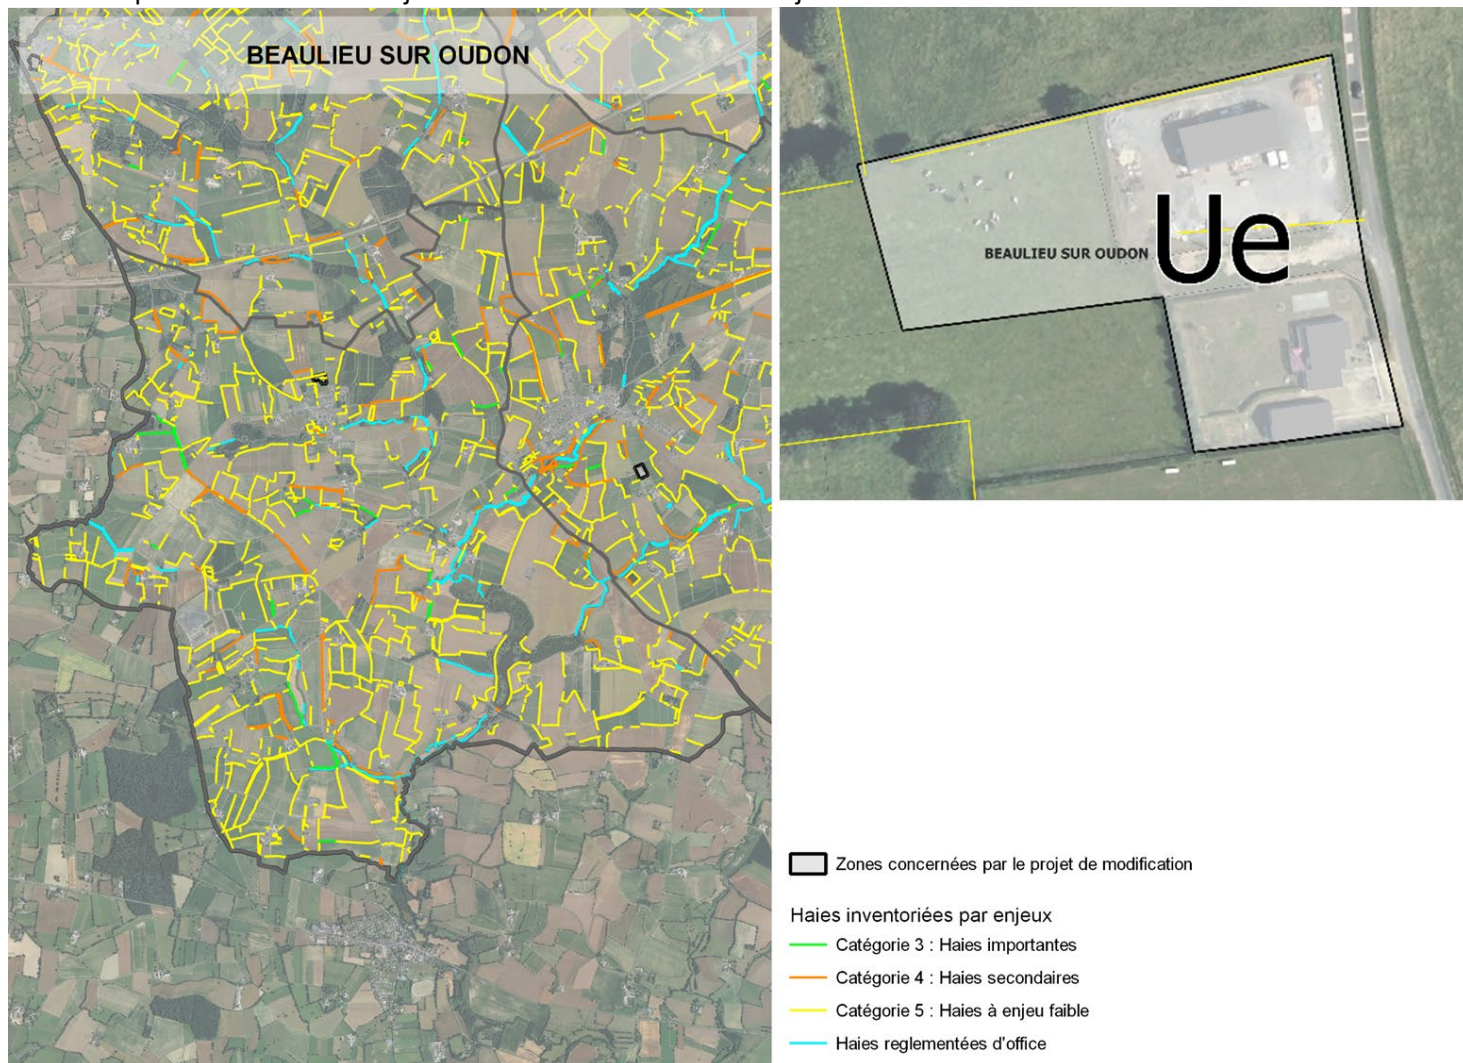 BEAULIEU SUR OUDON
BEAULIEU SUR OUDON
Ue
Zones concernées par le projet de modification
Haies inventoriées par enjeux
Catégorie 3 : Haies importantes
Catégorie 4 : Haies secondaires
Catégorie 5 : Haies à enjeu faible
Haies reglementées d'office